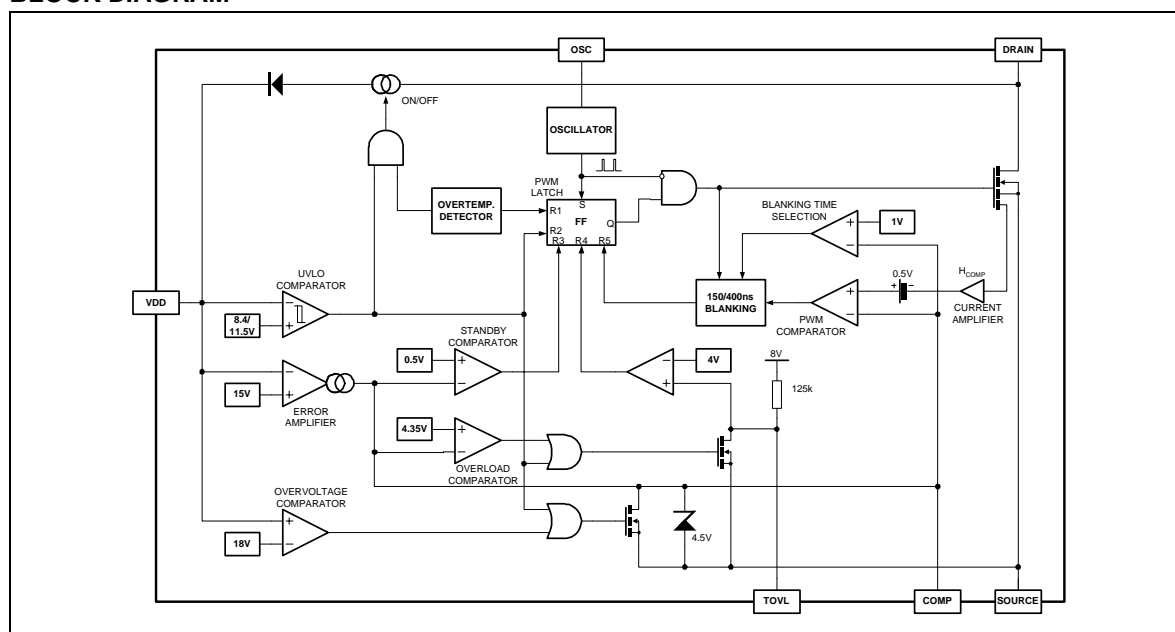 BLOCK DIAGRAM
OSC
DRAIN
ON/OFF
OSCILLATOR
PWM
LATCH
OVERTEMP.
DETECTOR
R1
R2
R3
R4
R5
S
FF
Q
BLANKING TIME
SELECTION
+
−
1V
UVLO
COMPARATOR
VDD
−
+
8.4/
11.5V
150/400ns
BLANKING
+
−
PWM
COMPARATOR
0.5V
+
−
HCOMP
CURRENT
AMPLIFIER
STANDBY
COMPARATOR
0.5V
+
−
−
+
4V
8V
125k
15V
−
+
ERROR
AMPLIFIER
4.35V
+
−
OVERLOAD
COMPARATOR
OVERVOLTAGE
COMPARATOR
18V
+
−
4.5V
TOVL
COMP
SOURCE